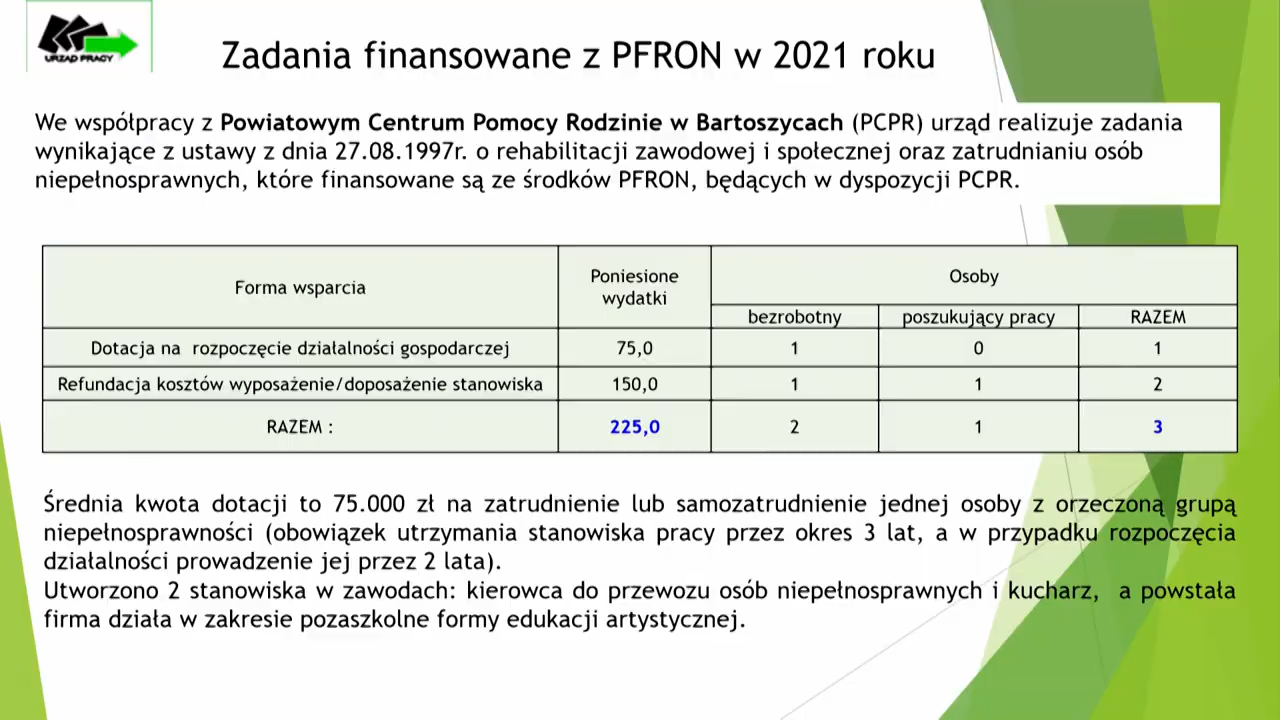 URZĄD PRACY
Zadania finansowane z PFRON w 2021 roku
We współpracy z Powiatowym Centrum Pomocy Rodzinie w Bartoszycach (PCPR) urząd realizuje zadania
wynikające z ustawy z dnia 27.08.1997r. o rehabilitacji zawodowej i społecznej oraz zatrudnianiu osób
niepełnosprawnych, które finansowane są ze środków PFRON, będących w dyspozycji PCPR.
Forma wsparcia
Poniesione
wydatki
Osoby
bezrobotny poszukujący pracy RAZEM
Dotacja na rozpoczęcie działalności gospodarczej 75,0 1 0 1
Refundacja kosztów wyposażenie/doposażenie stanowiska 150,0 1 1 2
RAZEM : 225,0 2 1 3
Średnia kwota dotacji to 75.000 zł na zatrudnienie lub samozatrudnienie jednej osoby z orzeczoną grupą
niepełnosprawności (obowiązek utrzymania stanowiska pracy przez okres 3 lat, a w przypadku rozpoczęcia
działalności prowadzenie jej przez 2 lata).
Utworzono 2 stanowiska w zawodach: kierowca do przewozu osób niepełnosprawnych i kucharz, a powstała
firma działa w zakresie pozaszkolne formy edukacji artystycznej.